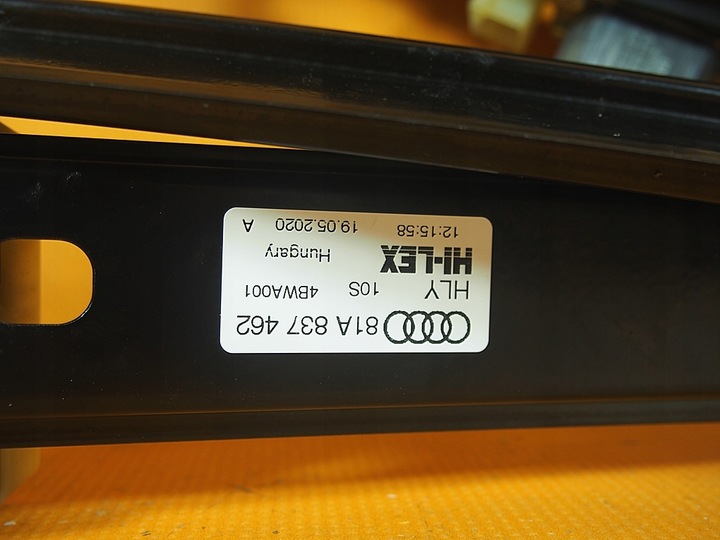 81A 837 462
HLY 10S 4BWA001
HI-LEX Hungary
12:15:58 19.05.2020 A